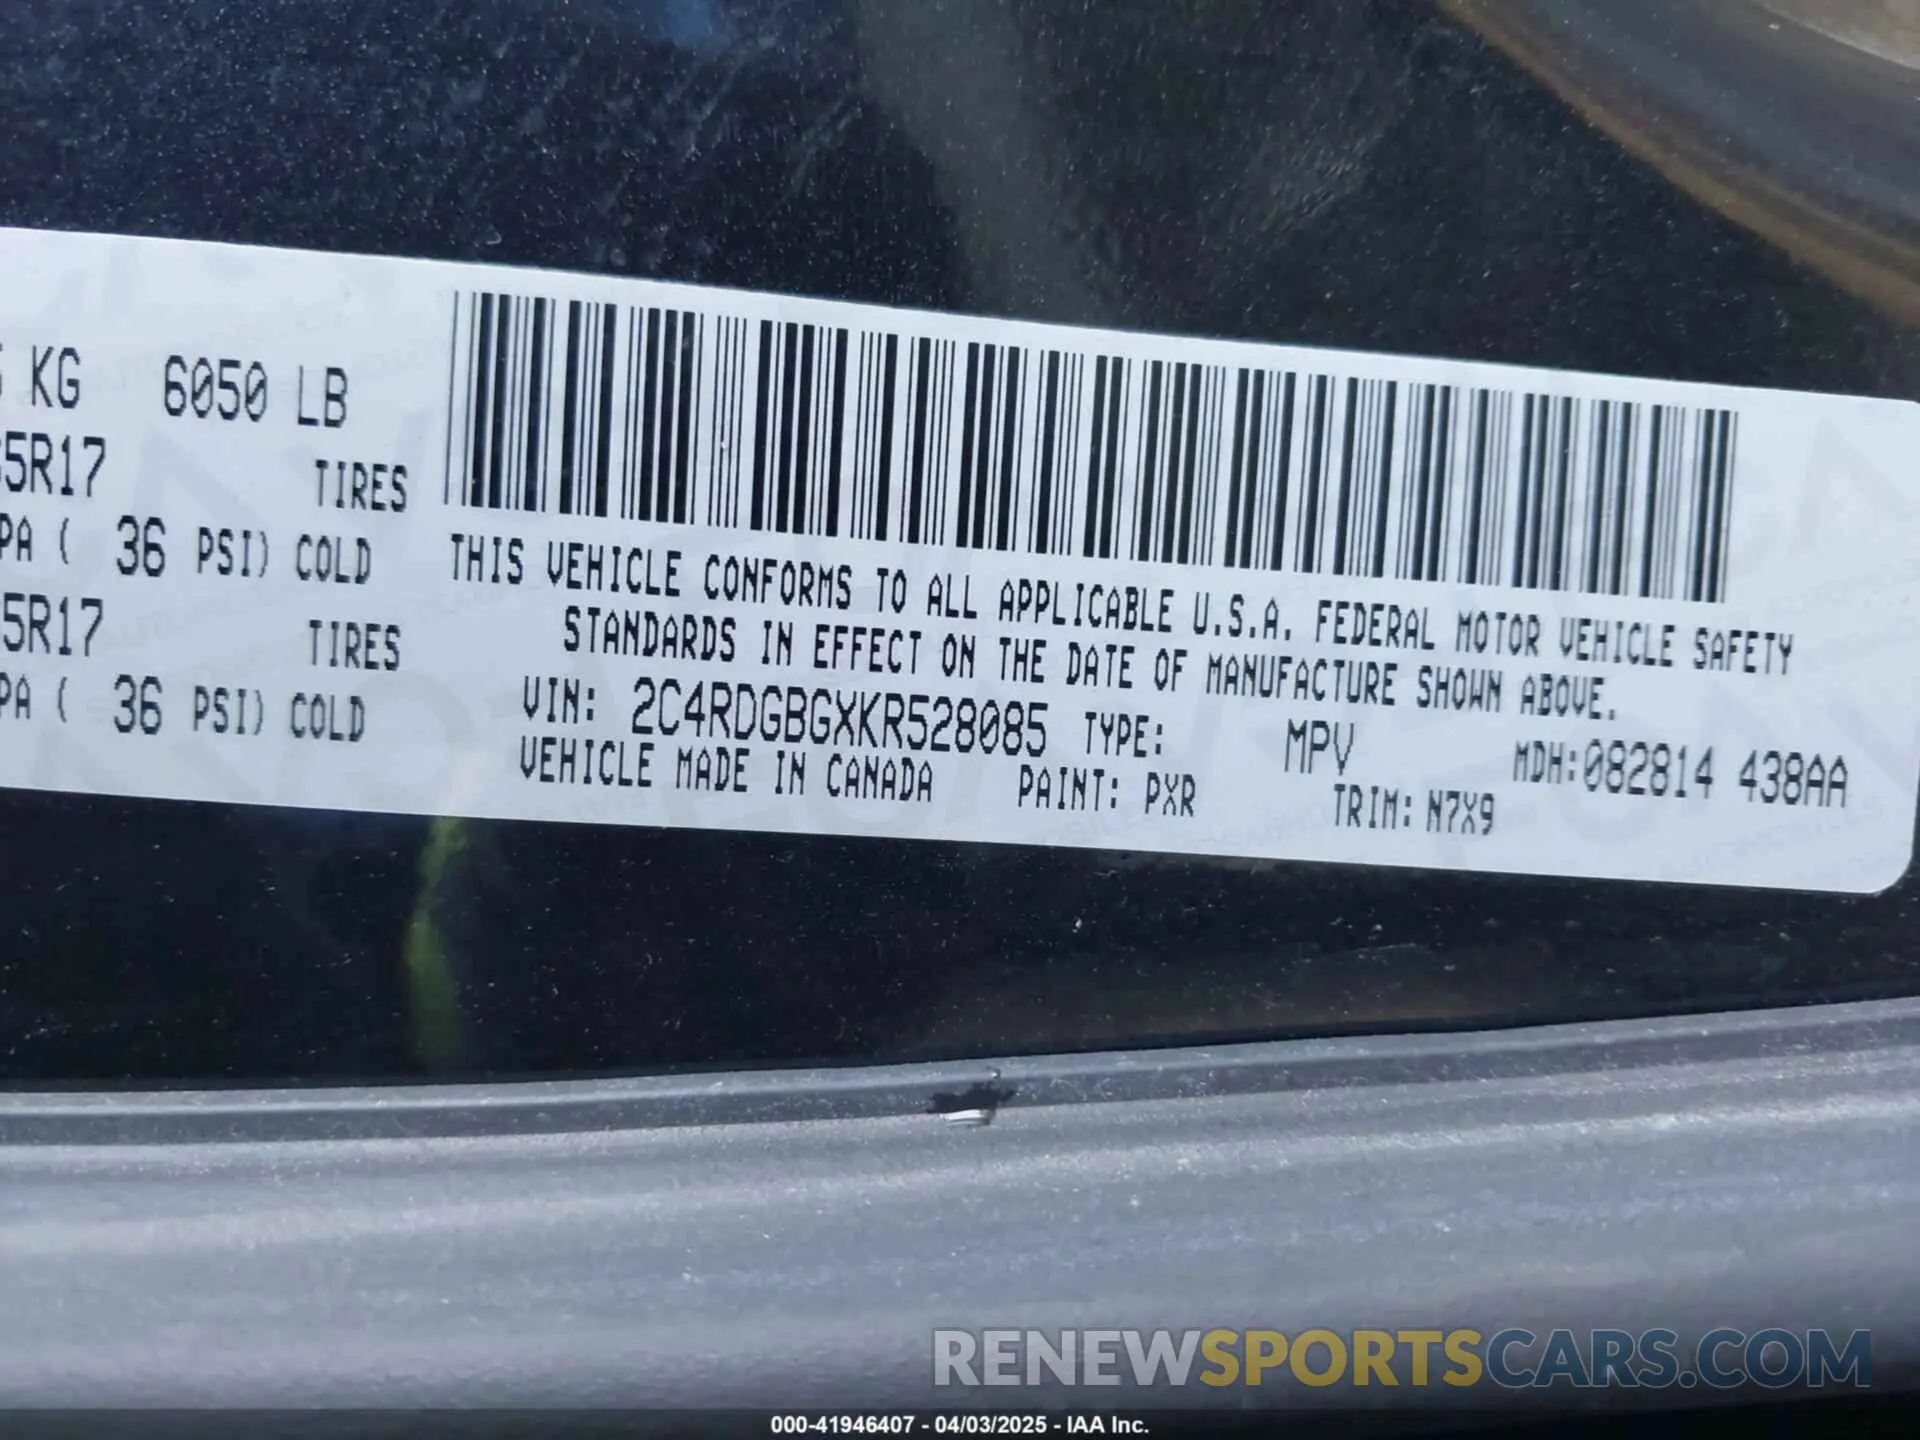 KG 6050 LB
5R17 TIRES
PA ( 36 PSI) COLD
5R17 TIRES
PA ( 36 PSI) COLD
THIS VEHICLE CONFORMS TO ALL APPLICABLE U.S.A. FEDERAL MOTOR VEHICLE SAFETY
STANDARDS IN EFFECT ON THE DATE OF MANUFACTURE SHOWN ABOVE.
VIN: 2C4RDGBGXKR528085 TYPE: MPV MDH:082814 438AA
VEHICLE MADE IN CANADA PAINT: PXR TRIM: N7X9
RENEWSPORTSCARS.COM
000-41946407 - 04/03/2025 - IAA Inc.